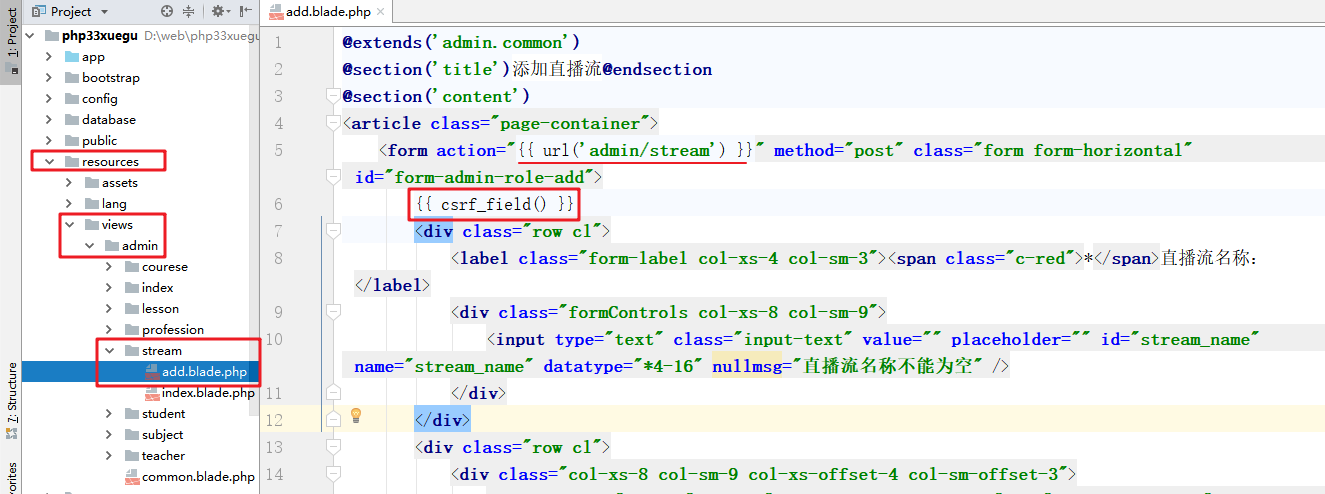 1: Project
7: Structure
vorites
Project
php33xuegu D:\web\php33xuegu
app
bootstrap
config
database
public
resources
assets
lang
views
admin
courese
index
lesson
profession
stream
add.blade.php
index.blade.php
student
subject
teacher
common.blade.php
add.blade.php
1 @extends('admin.common')
2 @section('title')添加直播流@endsection
3 @section('content')
4 <article class="page-container">
5 <form action="{{ url('admin/stream') }}" method="post" class="form form-horizontal"
id="form-admin-role-add">
6 {{ csrf_field() }}
7 <div class="row cl">
8 <label class="form-label col-xs-4 col-sm-3"><span class="c-red">*</span>直播流名称：
</label>
9 <div class="formControls col-xs-8 col-sm-9">
10 <input type="text" class="input-text" value="" placeholder="" id="stream_name"
name="stream_name" datatype="*4-16" nullmsg="直播流名称不能为空" />
11 </div>
12 </div>
13 <div class="row cl">
14 <div class="col-xs-8 col-sm-9 col-xs-offset-4 col-sm-offset-3">